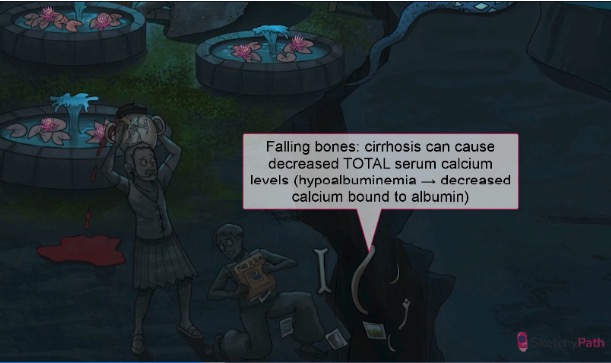 Falling bones: cirrhosis can cause
decreased TOTAL serum calcium
levels (hypoalbuminemia → decreased
calcium bound to albumin)
SketchyPath